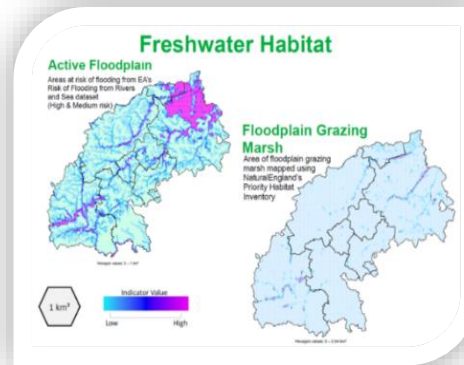 Freshwater Habitat
Active Floodplain
Areas at risk of flooding from EA's
Risk of Flooding from Rivers
and Sea dataset
(High & Medium risk)
Floodplain Grazing
Marsh
Area of floodplain grazing
marsh mapped using
NaturalEngland's
Priority Habitat
Inventory
1 km²
Indicator Value
Low
High